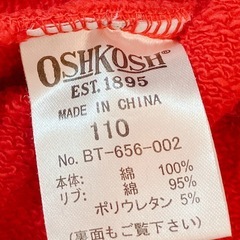 OSHKOSH®
EST. 1895
MADE IN CHINA
110
No. BT-656-002
本体: 綿 100%
リブ: 綿 95%
ポリウレタン 5%
(裏面もご覧下さい)